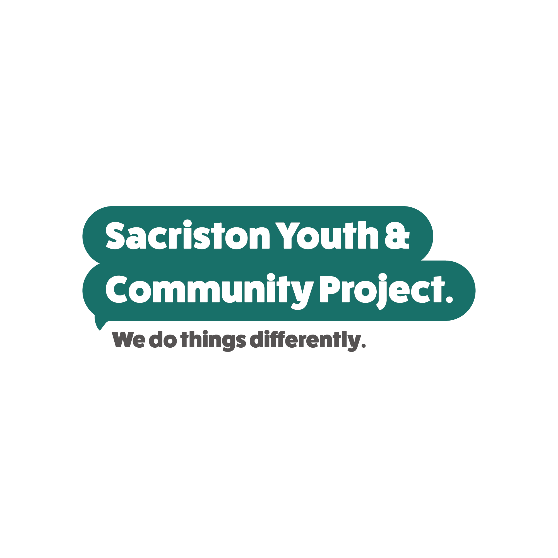 Sacriston Youth &
Community Project.
We do things differently.